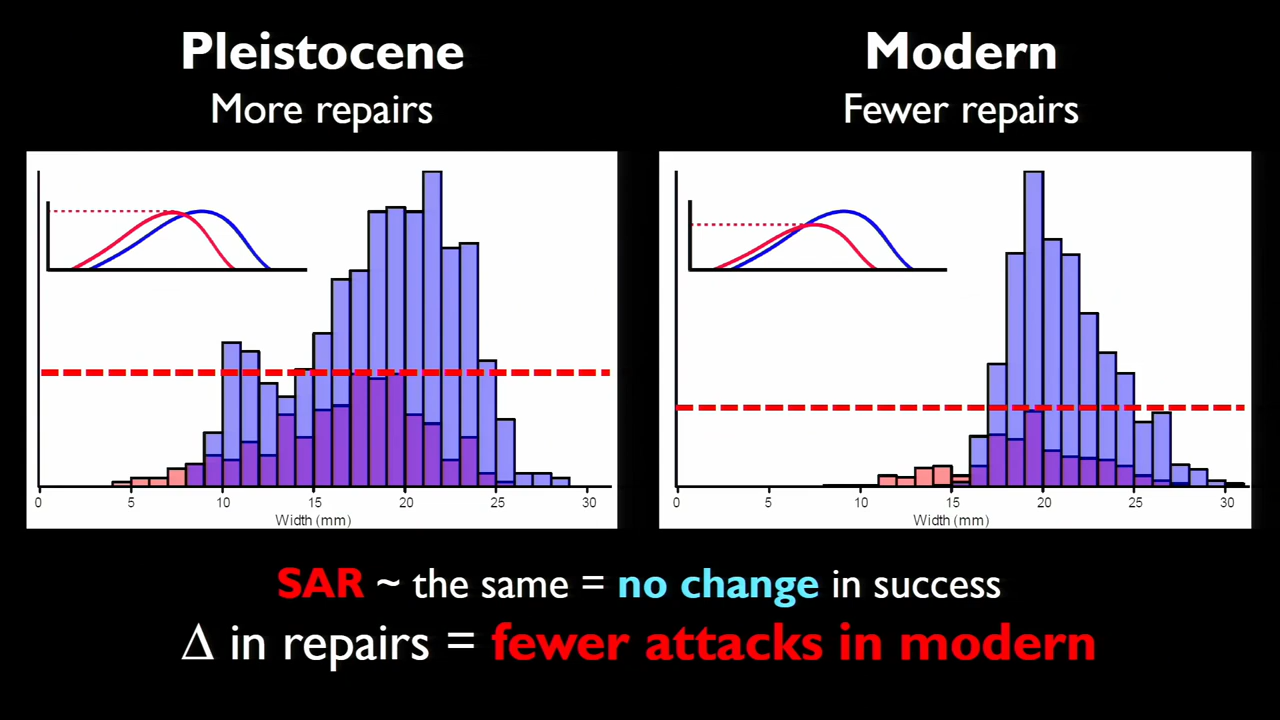 Pleistocene
More repairs
Modern
Fewer repairs
0 5 10 15 20 25 30
Width (mm)
0 5 10 15 20 25 30
Width (mm)
SAR ~ the same = no change in success
Δ in repairs = fewer attacks in modern